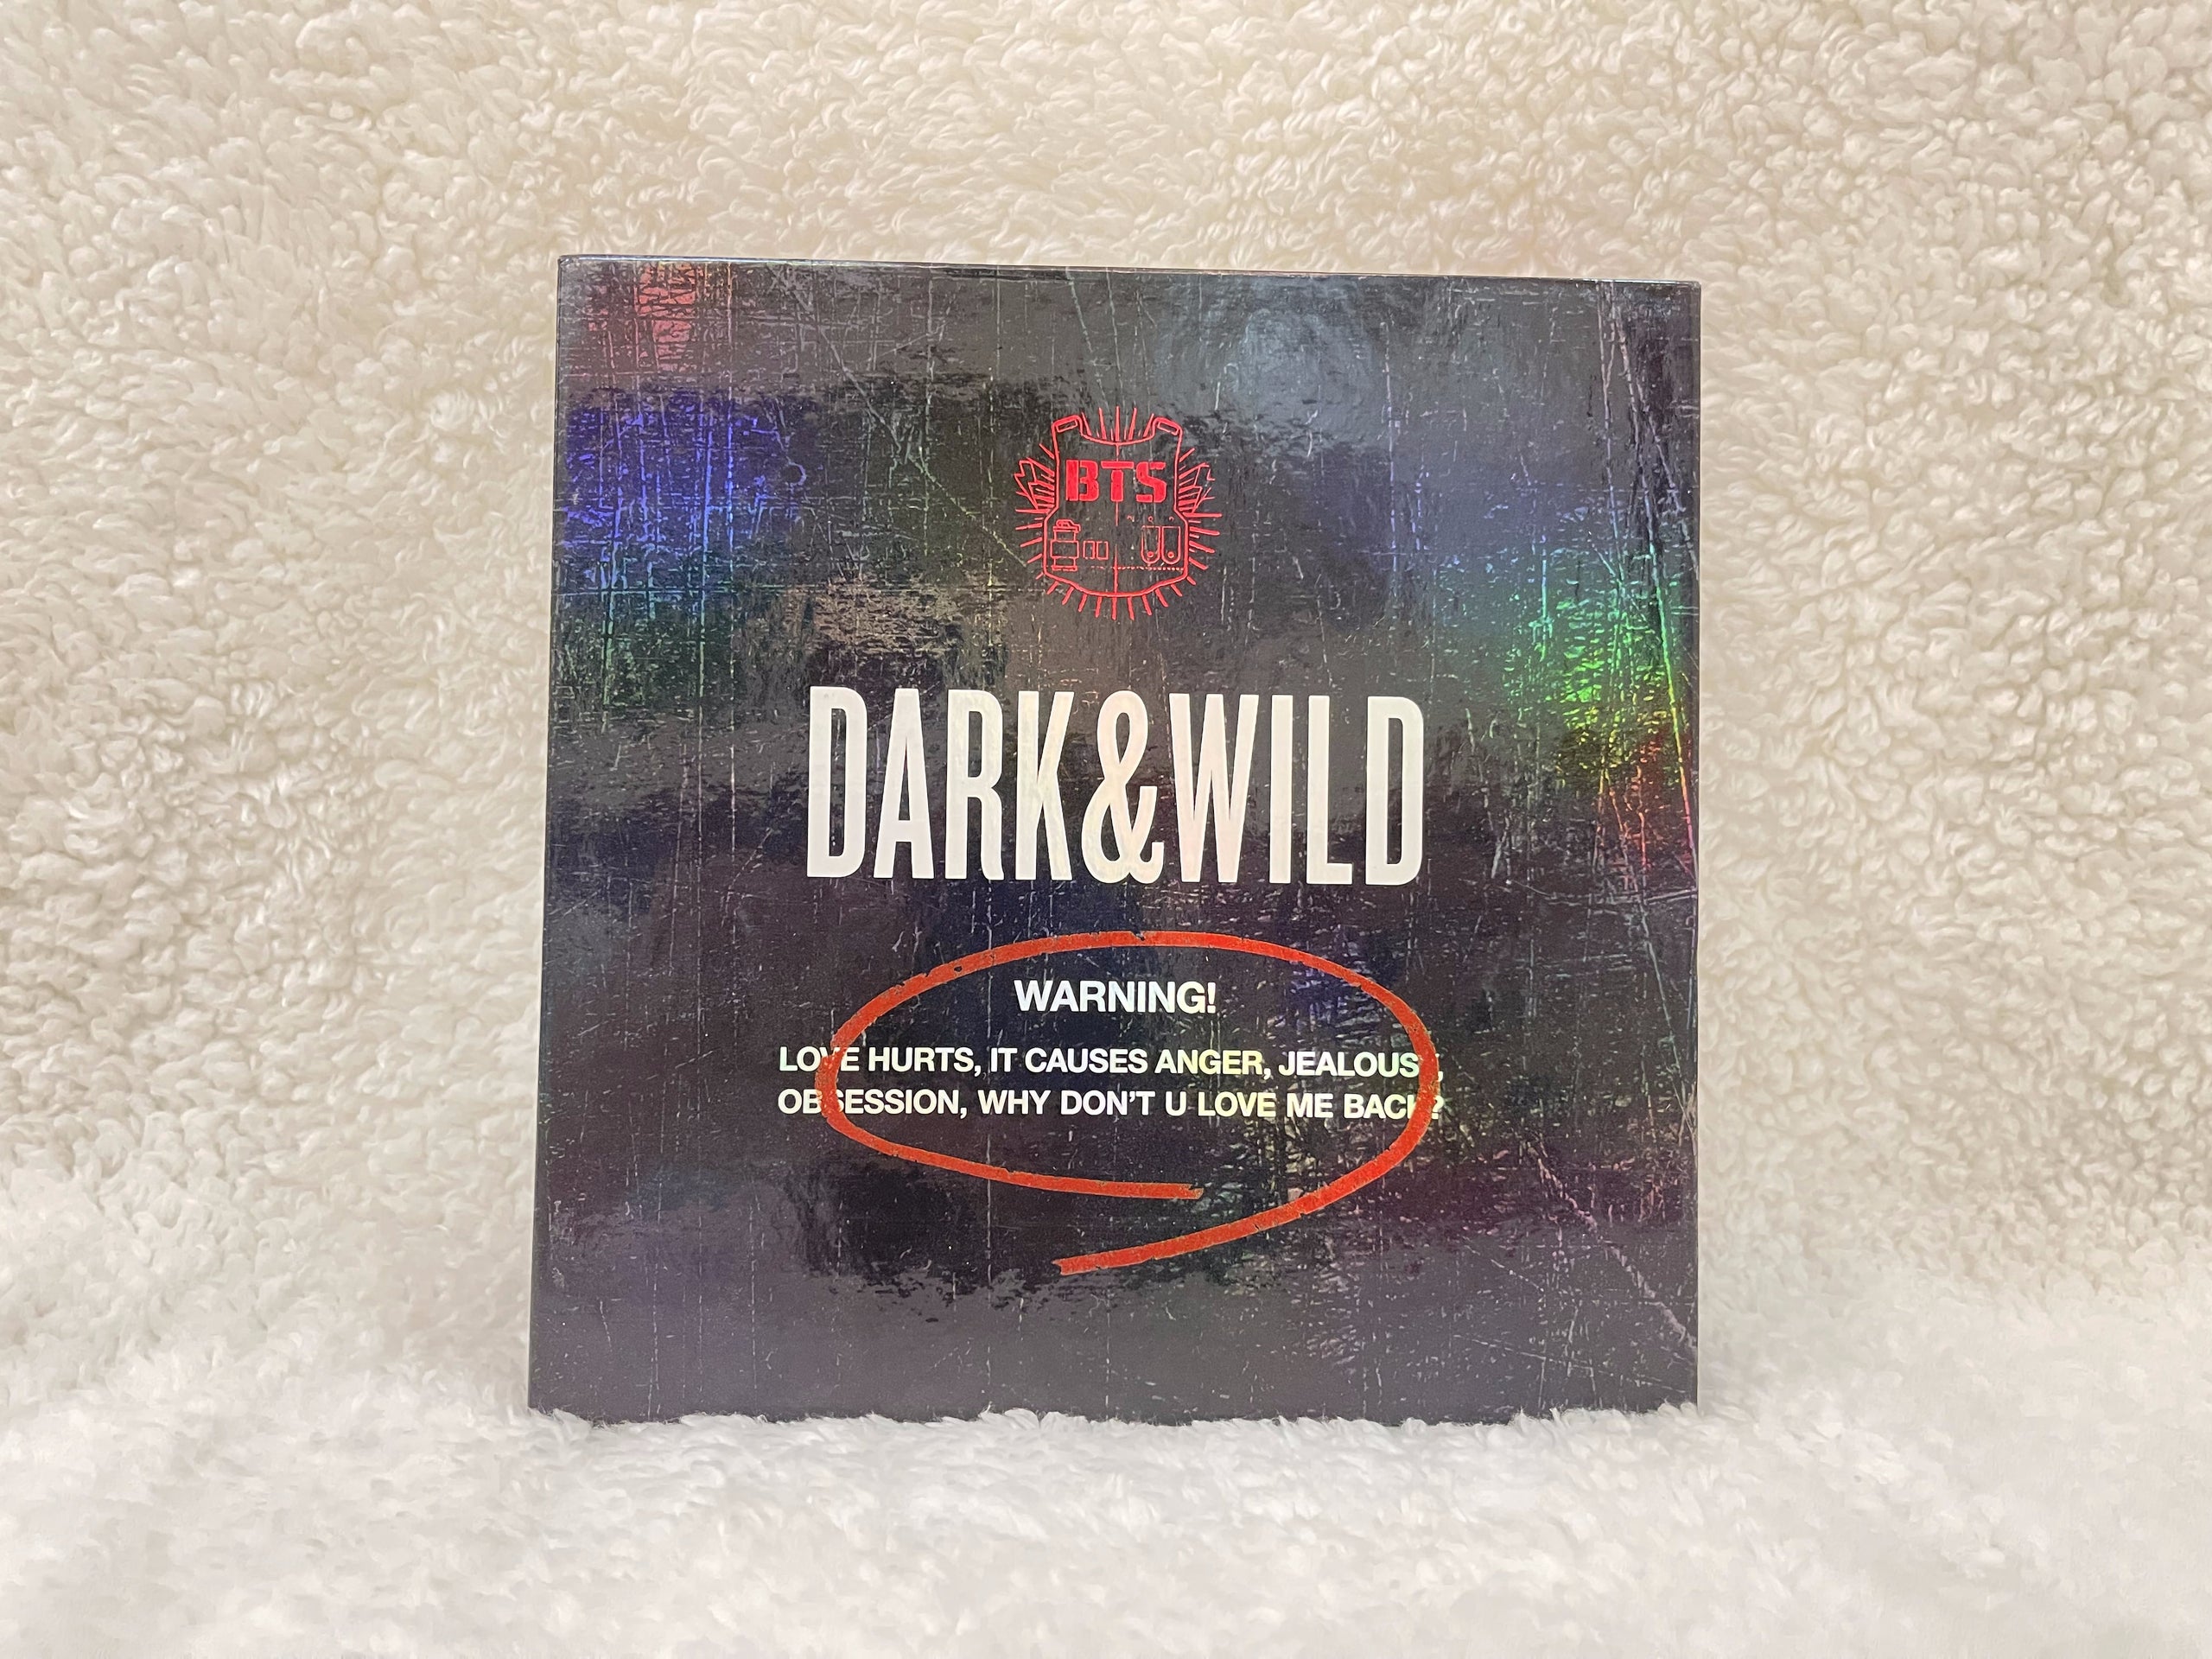 BTS
DARK&WILD
WARNING!
LOVE HURTS, IT CAUSES ANGER, JEALOUSY,
OBSESSION, WHY DON'T U LOVE ME BACK?